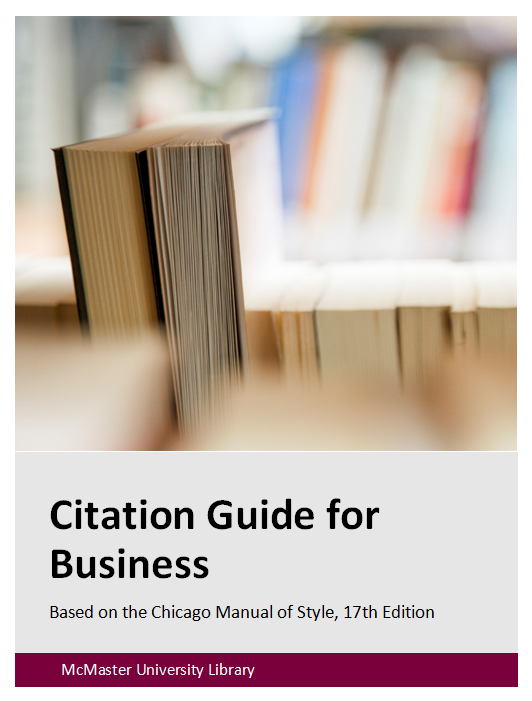 Citation Guide for
Business
Based on the Chicago Manual of Style, 17th Edition
McMaster University Library